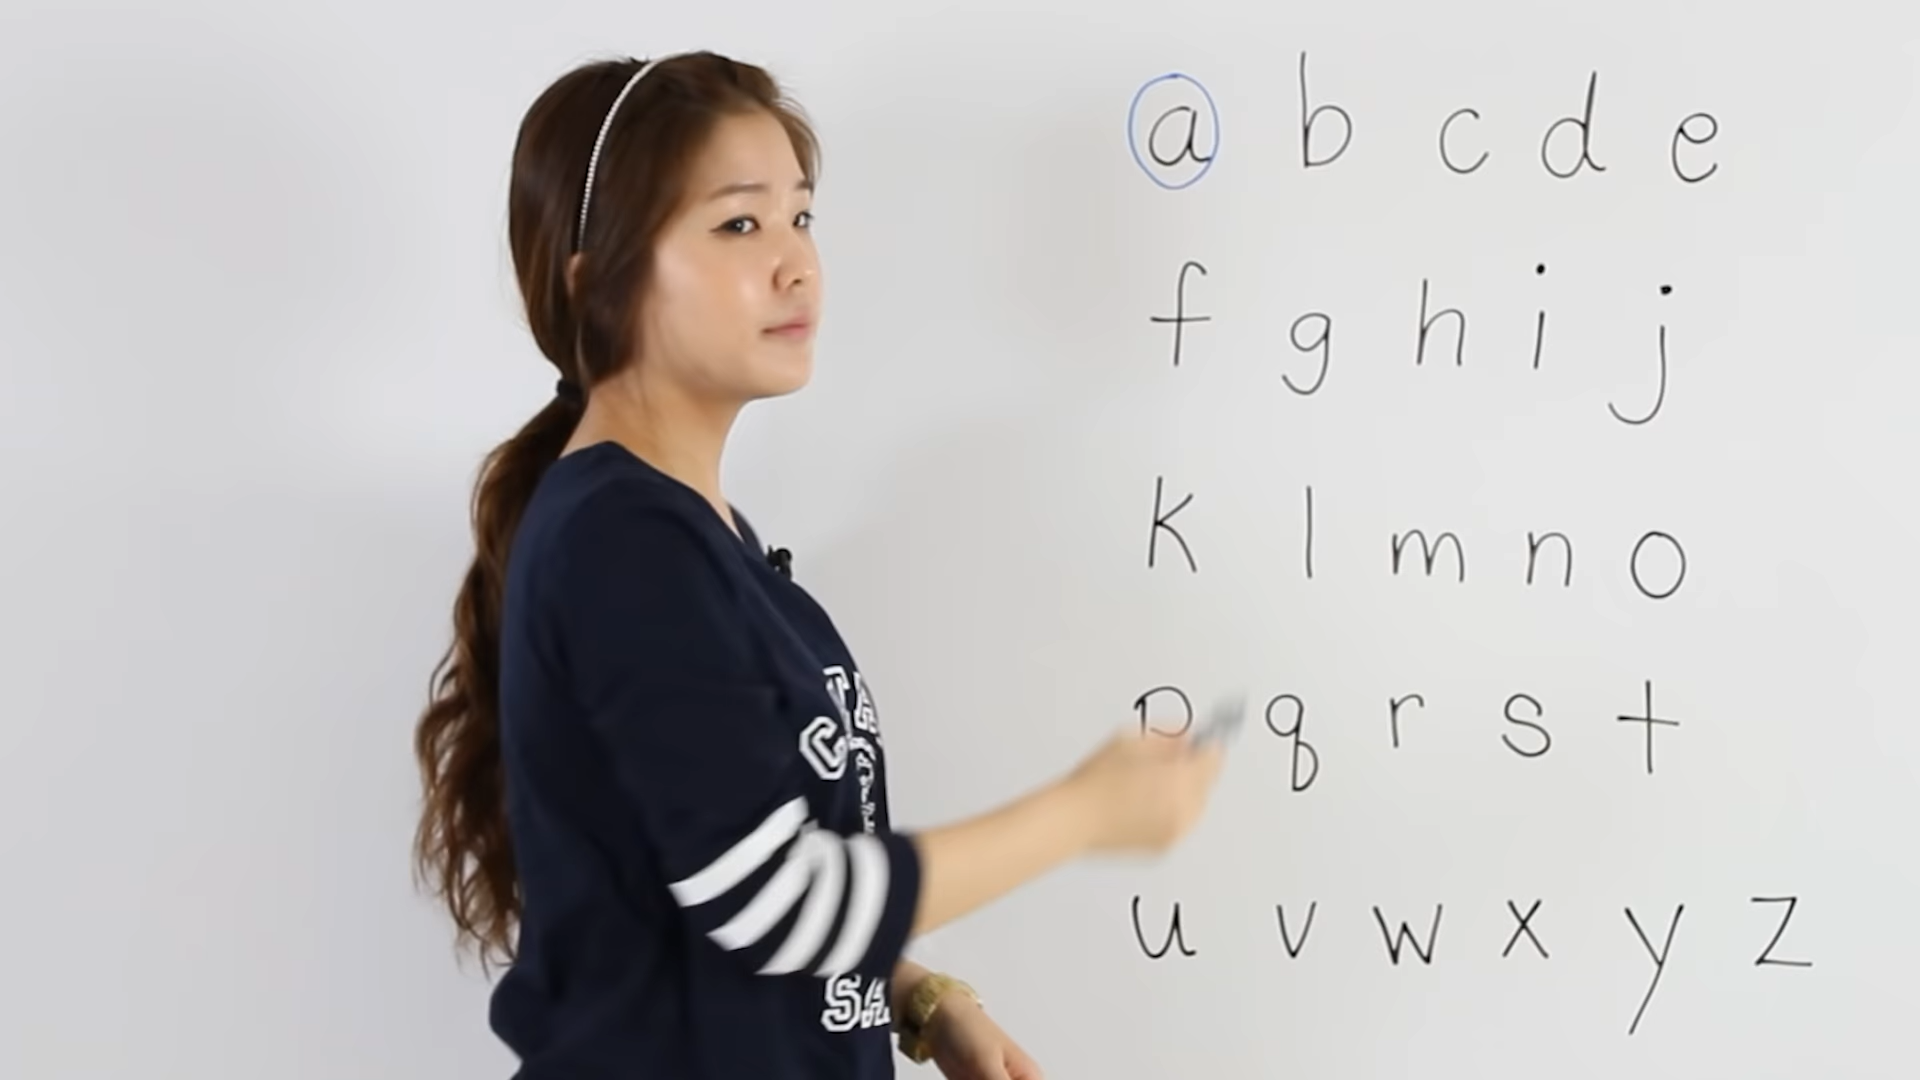 a b c d e
f g h i j
k l m n o
p q r s t
u v w x y z